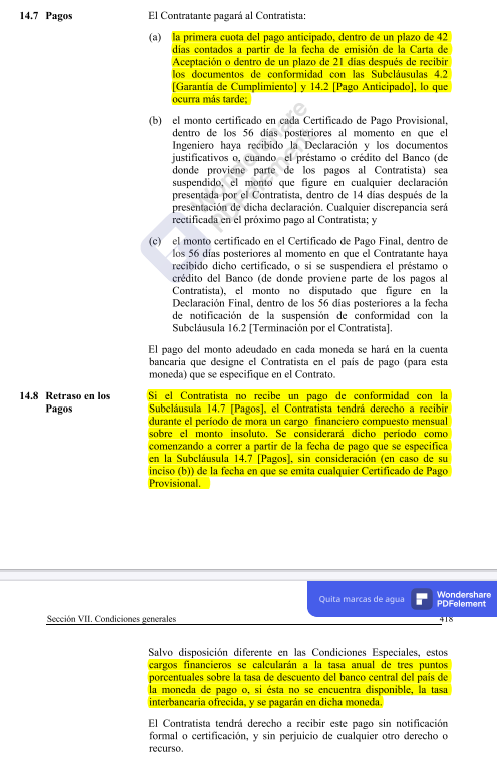 14.7 Pagos
El Contratante pagará al Contratista:
(a) la primera cuota del pago anticipado, dentro de un plazo de 42
días contados a partir de la fecha de emisión de la Carta de
Aceptación o dentro de un plazo de 21 días después de recibir
los documentos de conformidad con las Subcláusulas 4.2
[Garantía de Cumplimiento] y 14.2 [Pago Anticipado], lo que
ocurra más tarde;
(b) el monto certificado en cada Certificado de Pago Provisional,
dentro de los 56 días posteriores al momento en que el
Ingeniero haya recibido la Declaración y los documentos
justificativos o, cuando el préstamo o crédito del Banco (de
donde proviene parte de los pagos al Contratista) sea
suspendido, el monto que figure en cualquier declaración
presentada por el Contratista, dentro de 14 días después de la
presentación de dicha declaración. Cualquier discrepancia será
rectificada en el próximo pago al Contratista; y
(c) el monto certificado en el Certificado de Pago Final, dentro de
los 56 días posteriores al momento en que el Contratante haya
recibido dicho certificado, o si se suspendiera el préstamo o
crédito del Banco (de donde proviene parte de los pagos al
Contratista), el monto no disputado que figure en la
Declaración Final, dentro de los 56 días posteriores a la fecha
de notificación de la suspensión de conformidad con la
Subcláusula 16.2 [Terminación por el Contratista].
El pago del monto adeudado en cada moneda se hará en la cuenta
bancaria que designe el Contratista en el país de pago (para esta
moneda) que se especifique en el Contrato.
14.8 Retraso en los
Pagos
Si el Contratista no recibe un pago de conformidad con la
Subcláusula 14.7 [Pagos], el Contratista tendrá derecho a recibir
durante el período de mora un cargo financiero compuesto mensual
sobre el monto insoluto. Se considerará dicho período como
comenzando a correr a partir de la fecha de pago que se especifica
en la Subcláusula 14.7 [Pagos], sin consideración (en caso de su
inciso (b)) de la fecha en que se emita cualquier Certificado de Pago
Provisional.
Quita marcas de agua
Wondershare
PDFelement
Sección VII. Condiciones generales
418
Salvo disposición diferente en las Condiciones Especiales, estos
cargos financieros se calcularán a la tasa anual de tres puntos
porcentuales sobre la tasa de descuento del banco central del país de
la moneda de pago o, si ésta no se encuentra disponible, la tasa
interbancaria ofrecida, y se pagarán en dicha moneda.
El Contratista tendrá derecho a recibir este pago sin notificación
formal o certificación, y sin perjuicio de cualquier otro derecho o
recurso.